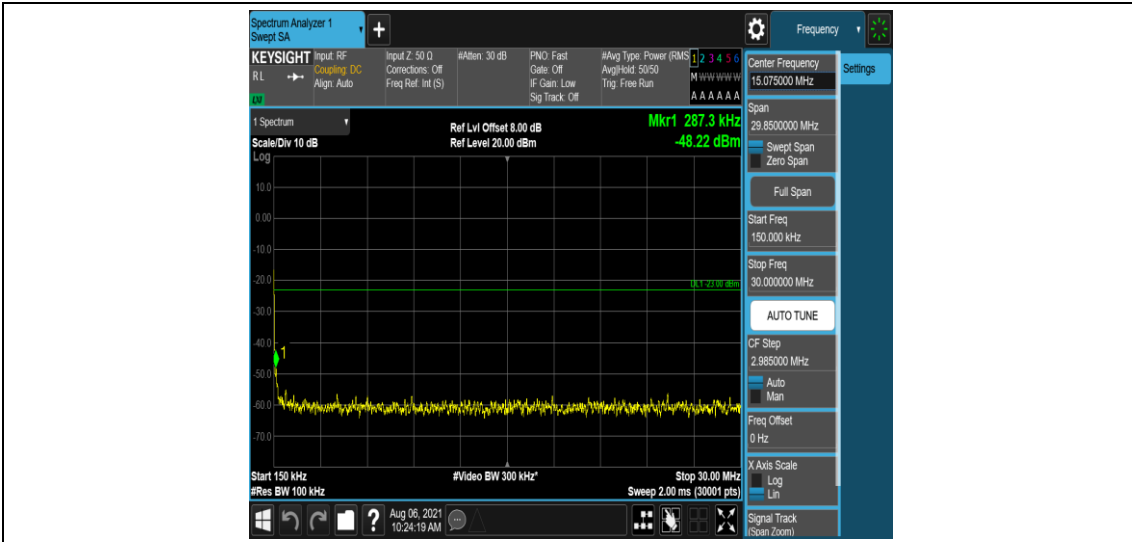 Spectrum Analyzer 1
Swept SA
Frequency
KEYSIGHT
RL
LXI
Input: RF
Coupling: DC
Align: Auto
Input Z: 50 Ω
Corrections: Off
Freq Ref: Int (S)
#Atten: 30 dB
PNO: Fast
Gate: Off
IF Gain: Low
Sig Track: Off
#Avg Type: Power (RMS
Avg|Hold: 50/50
Trig: Free Run
1 2 3 4 5 6
M W W W W W
A A A A A A
1 Spectrum
Scale/Div 10 dB
Log
Ref Lvl Offset 8.00 dB
Ref Level 20.00 dBm
Mkr1 287.3 kHz
-48.22 dBm
10.0
0.00
-10.0
-20.0
DL1 -23.00 dBm
-30.0
-40.0
1
-50.0
-60.0
-70.0
Start 150 kHz
#Res BW 100 kHz
#Video BW 300 kHz*
Stop 30.00 MHz
Sweep 2.00 ms (30001 pts)
Aug 06, 2021
10:24:19 AM
Center Frequency
15.075000 MHz
Settings
Span
29.8500000 MHz
Swept Span
Zero Span
Full Span
Start Freq
150.000 kHz
Stop Freq
30.000000 MHz
AUTO TUNE
CF Step
2.985000 MHz
Auto
Man
Freq Offset
0 Hz
X Axis Scale
Log
Lin
Signal Track
(Span Zoom)